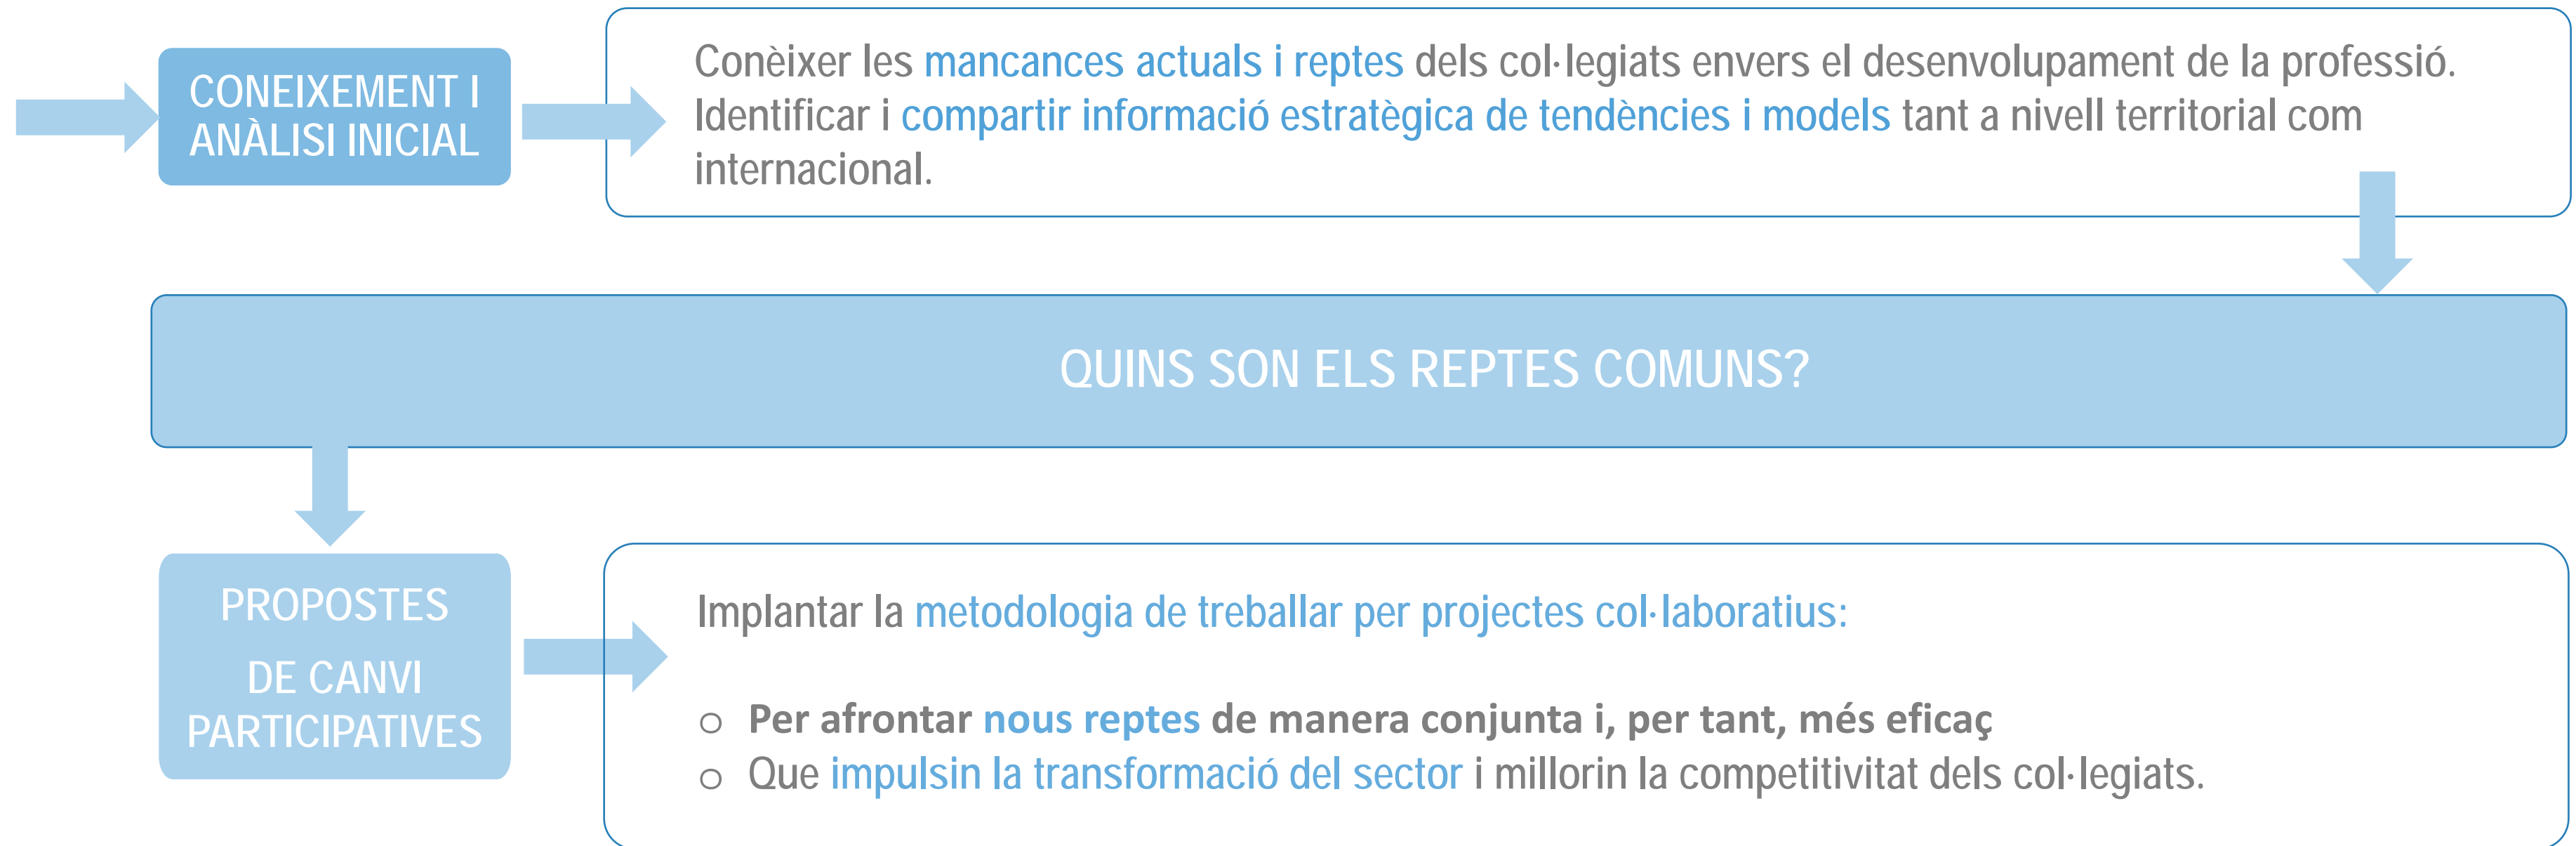 CONEIXEMENT I
ANÀLISI INICIAL
Conèixer les mancances actuals i reptes dels col·legiats envers el desenvolupament de la professió.
Identificar i compartir informació estratègica de tendències i models tant a nivell territorial com
internacional.
QUINS SON ELS REPTES COMUNS?
PROPOSTES
DE CANVI
PARTICIPATIVES
Implantar la metodologia de treballar per projectes col·laboratius:
o Per afrontar nous reptes de manera conjunta i, per tant, més eficaç
o Que impulsin la transformació del sector i millorin la competitivitat dels col·legiats.